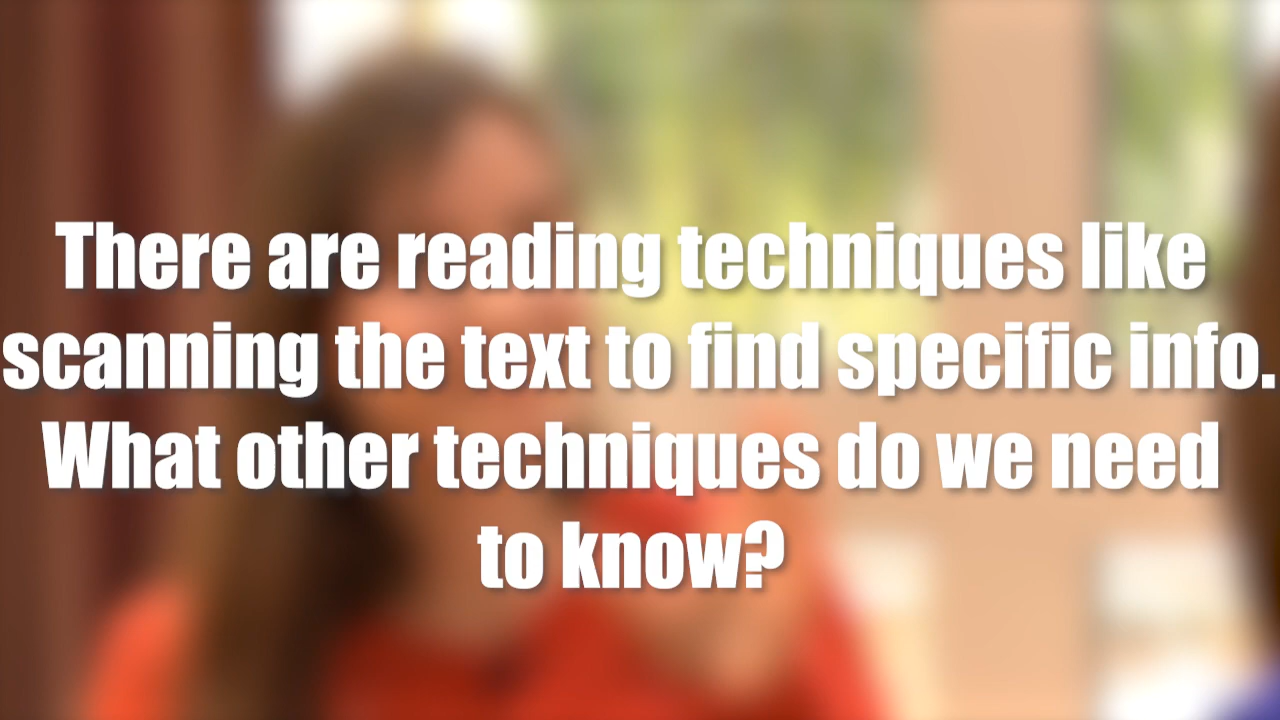 There are reading techniques like
scanning the text to find specific info.
What other techniques do we need
to know?